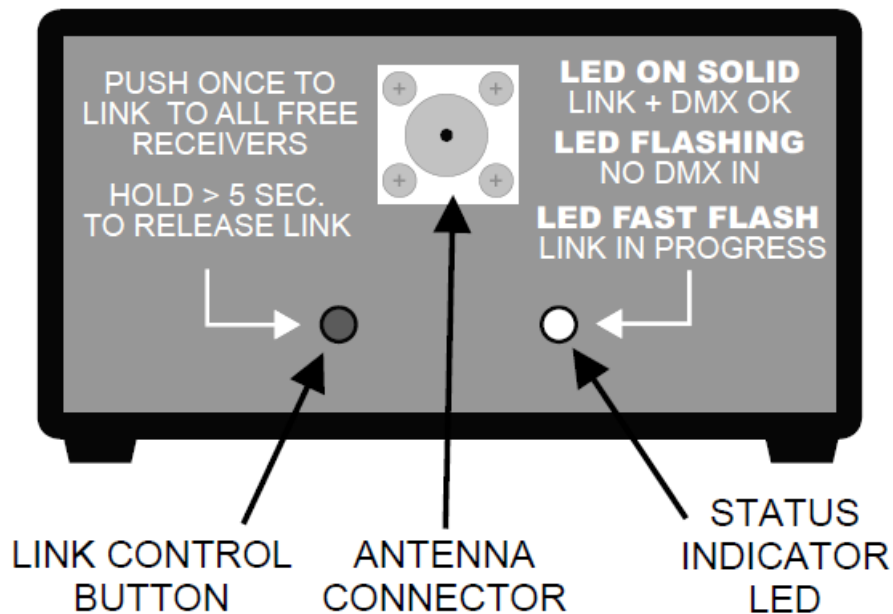 PUSH ONCE TO
LINK TO ALL FREE
RECEIVERS
HOLD > 5 SEC.
TO RELEASE LINK
LED ON SOLID
LINK + DMX OK
LED FLASHING
NO DMX IN
LED FAST FLASH
LINK IN PROGRESS
LINK CONTROL
BUTTON
ANTENNA
CONNECTOR
STATUS
INDICATOR
LED